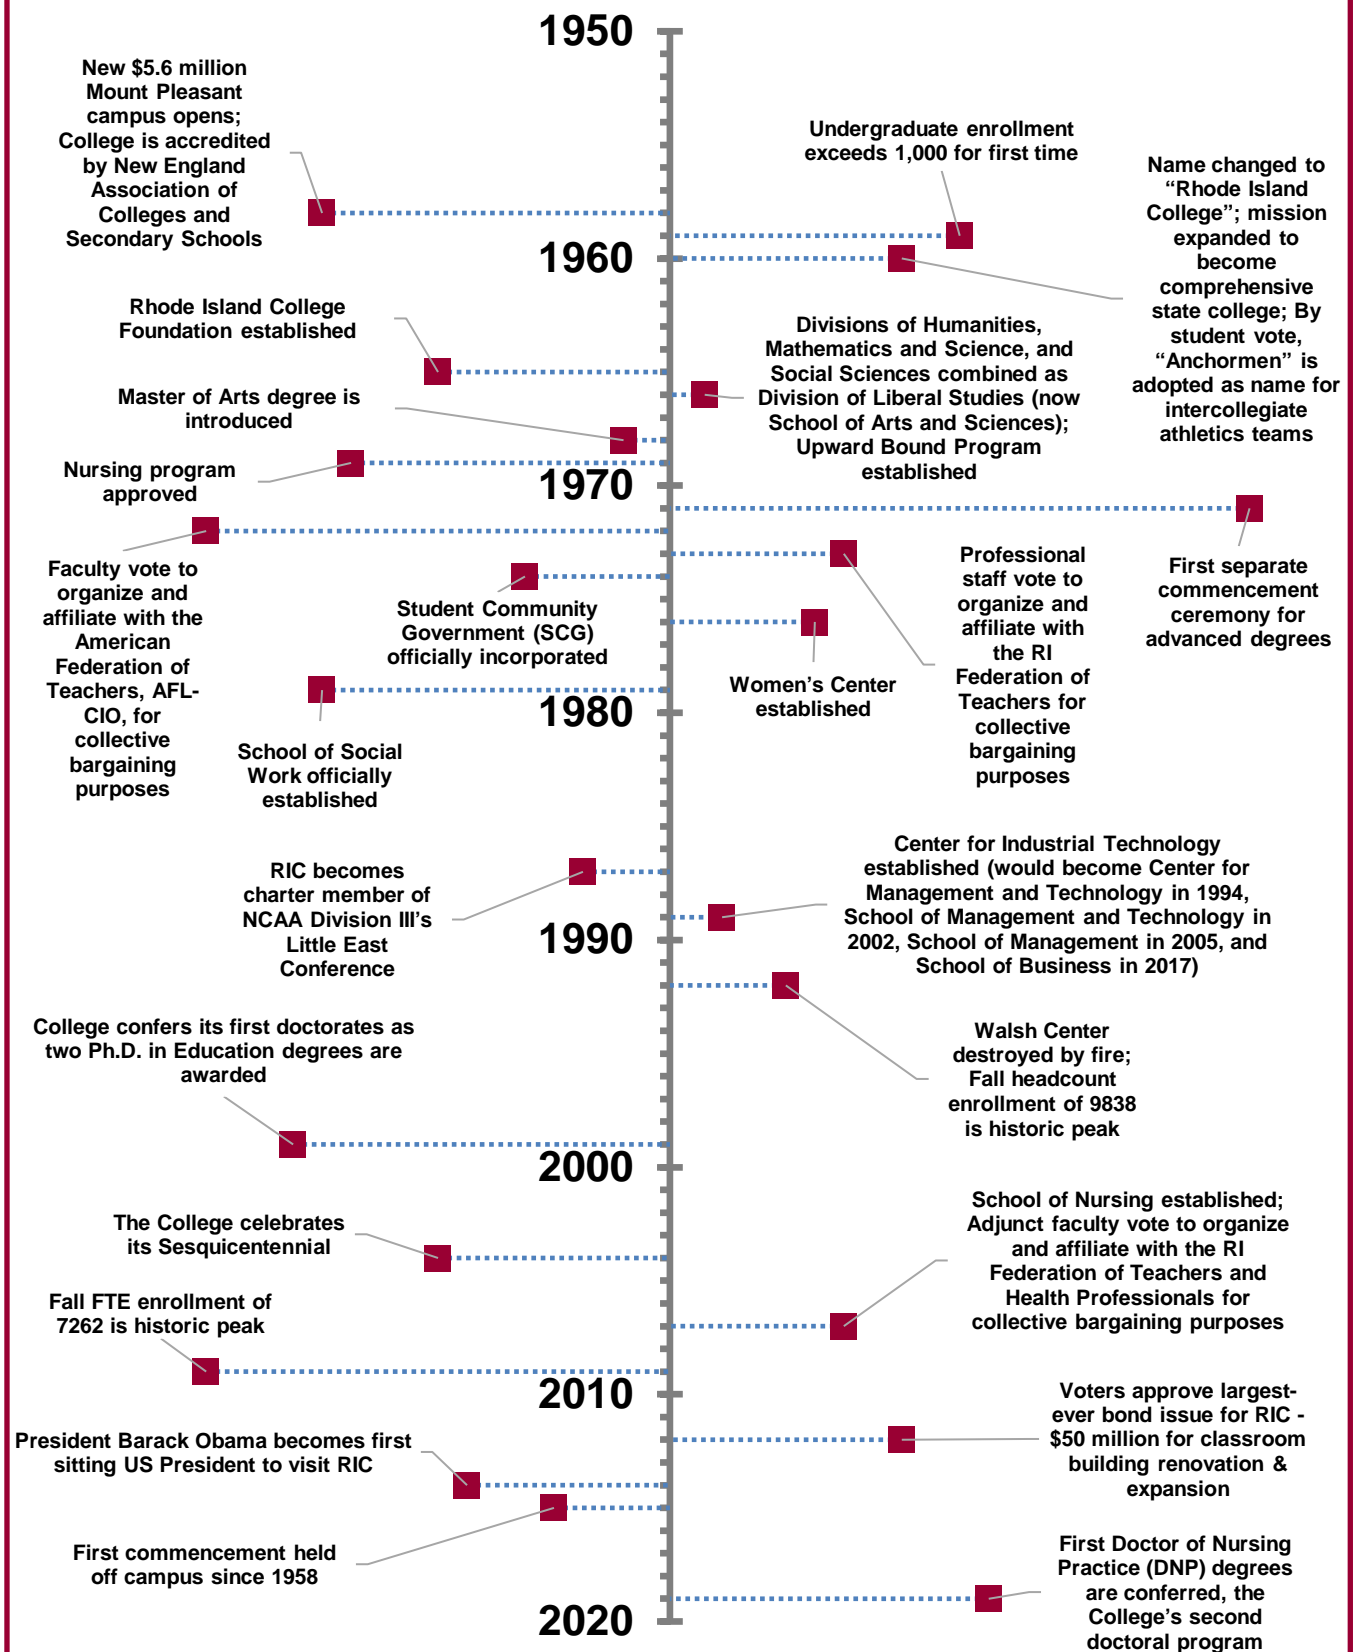 1950
New $5.6 million
Mount Pleasant
campus opens;
College is accredited
by New England
Association of
Colleges and
Secondary Schools
Undergraduate enrollment
exceeds 1,000 for first time
Name changed to
“Rhode Island
College”; mission
expanded to
become
comprehensive
state college; By
student vote,
“Anchormen” is
adopted as name for
intercollegiate
athletics teams
1960
Rhode Island College
Foundation established
Divisions of Humanities,
Mathematics and Science, and
Social Sciences combined as
Division of Liberal Studies (now
School of Arts and Sciences);
Upward Bound Program
established
Master of Arts degree is
introduced
Nursing program
approved
1970
Faculty vote to
organize and
affiliate with the
American
Federation of
Teachers, AFL-
CIO, for
collective
bargaining
purposes
Student Community
Government (SCG)
officially incorporated
Professional
staff vote to
organize and
affiliate with
the RI
Federation of
Teachers for
collective
bargaining
purposes
First separate
commencement
ceremony for
advanced degrees
Women’s Center
established
1980
School of Social
Work officially
established
RIC becomes
charter member of
NCAA Division III’s
Little East
Conference
Center for Industrial Technology
established (would become Center for
Management and Technology in 1994,
School of Management and Technology in
2002, School of Management in 2005, and
School of Business in 2017)
1990
College confers its first doctorates as
two Ph.D. in Education degrees are
awarded
Walsh Center
destroyed by fire;
Fall headcount
enrollment of 9838
is historic peak
2000
The College celebrates
its Sesquicentennial
School of Nursing established;
Adjunct faculty vote to organize
and affiliate with the RI
Federation of Teachers and
Health Professionals for
collective bargaining purposes
Fall FTE enrollment of
7262 is historic peak
2010
Voters approve largest-
ever bond issue for RIC -
$50 million for classroom
building renovation &
expansion
President Barack Obama becomes first
sitting US President to visit RIC
First commencement held
off campus since 1958
First Doctor of Nursing
Practice (DNP) degrees
are conferred, the
College’s second
doctoral program
2020